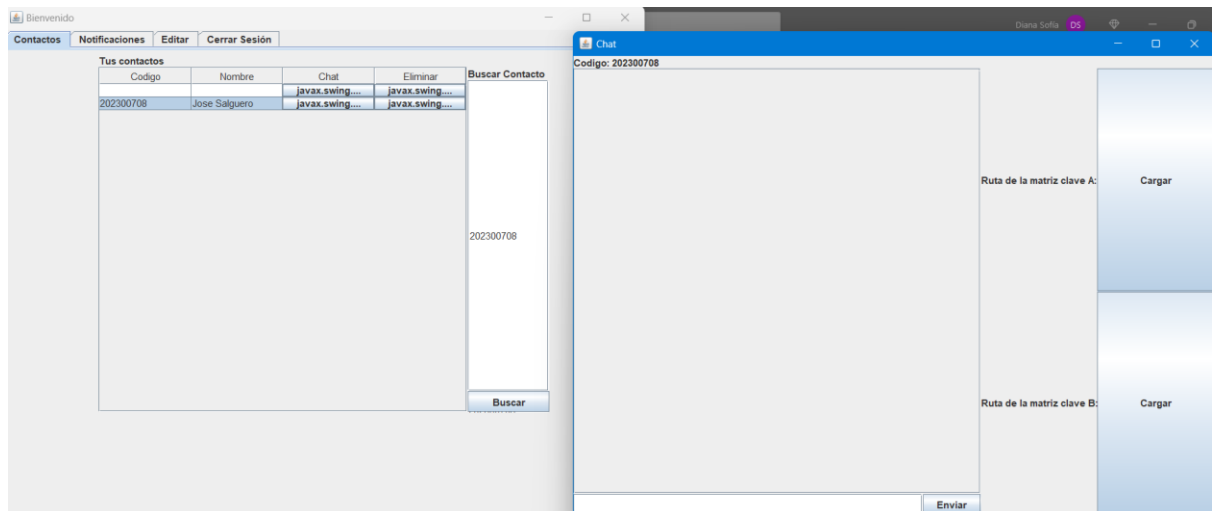 Bienvenido
Contactos Notificaciones Editar Cerrar Sesión
Tus contactos
Codigo Nombre Chat Eliminar
javax.swing.... javax.swing....
202300708 Jose Salguero javax.swing.... javax.swing....
Buscar Contacto
202300708
Buscar
Diana Sofía DS
Chat
Codigo: 202300708
Ruta de la matriz clave A: Cargar
Ruta de la matriz clave B: Cargar
Enviar